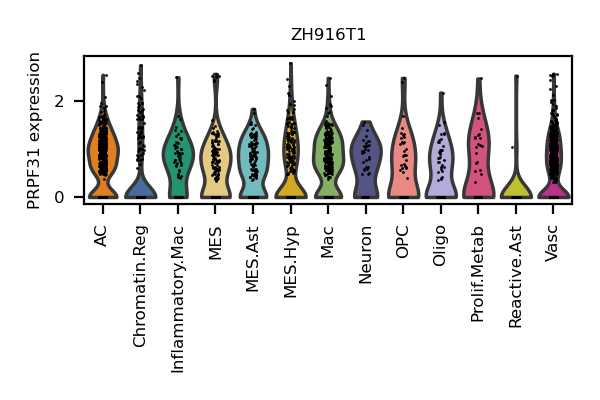 ZH916T1
PRPF31 expression
2
0
AC
Chromatin.Reg
Inflammatory.Mac
MES
MES.Ast
MES.Hyp
Mac
Neuron
OPC
Oligo
Prolif.Metab
Reactive.Ast
Vasc